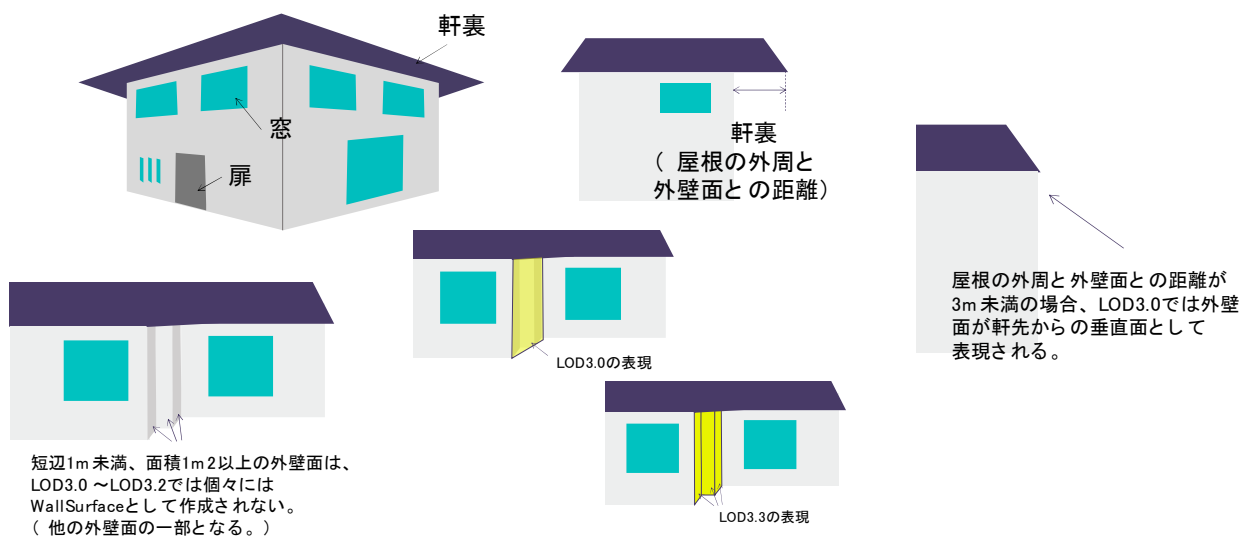 軒裏
窓
扉
軒裏
( 屋根の外周と
外壁面との距離)
屋根の外周と外壁面との距離が
3m未満の場合、LOD3.0では外壁
面が軒先からの垂直面として
表現される。
LOD3.0の表現
短辺1m未満、面積1m2以上の外壁面は、
LOD3.0 ~LOD3.2では個々には
WallSurfaceとして作成されない。
( 他の外壁面の一部となる。)
LOD3.3の表現